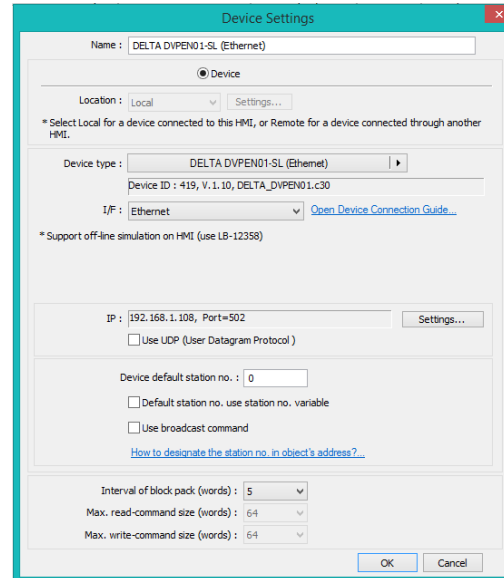 Device Settings
Name : DELTA DVPEN01-SL (Ethernet)
Device
Location : Local Settings...
* Select Local for a device connected to this HMI, or Remote for a device connected through another
HMI.
Device type : DELTA DVPEN01-SL (Ethernet)
Device ID : 419, V.1.10, DELTA_DVPEN01.c30
I/F : Ethernet Open Device Connection Guide...
* Support off-line simulation on HMI (use LB-12358)
IP : 192.168.1.108, Port=502 Settings...
Use UDP (User Datagram Protocol )
Device default station no. : 0
Default station no. use station no. variable
Use broadcast command
How to designate the station no. in object's address?...
Interval of block pack (words) : 5
Max. read-command size (words) : 64
Max. write-command size (words) : 64
OK Cancel